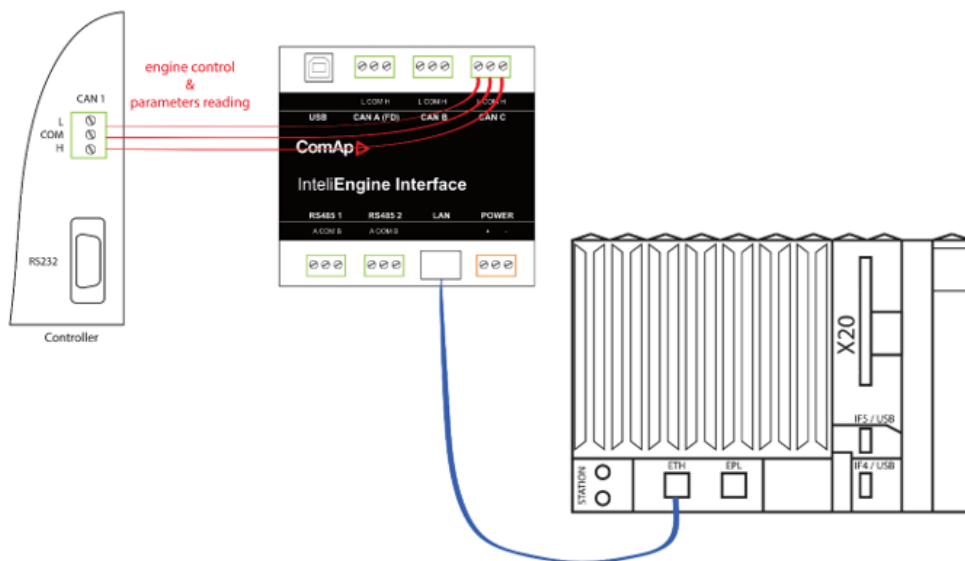 engine control
&
parameters reading
CAN 1
L
COM
H
RS232
Controller
L COM H
L COM H
L COM H
USB
CAN A (FD)
CAN B
CAN C
ComAp
InteliEngine Interface
RS485 1
RS485 2
LAN
POWER
A COM B
A COM B
+
-
X20
IF5 / USB
IF4 / USB
STATION
ETH
EPL